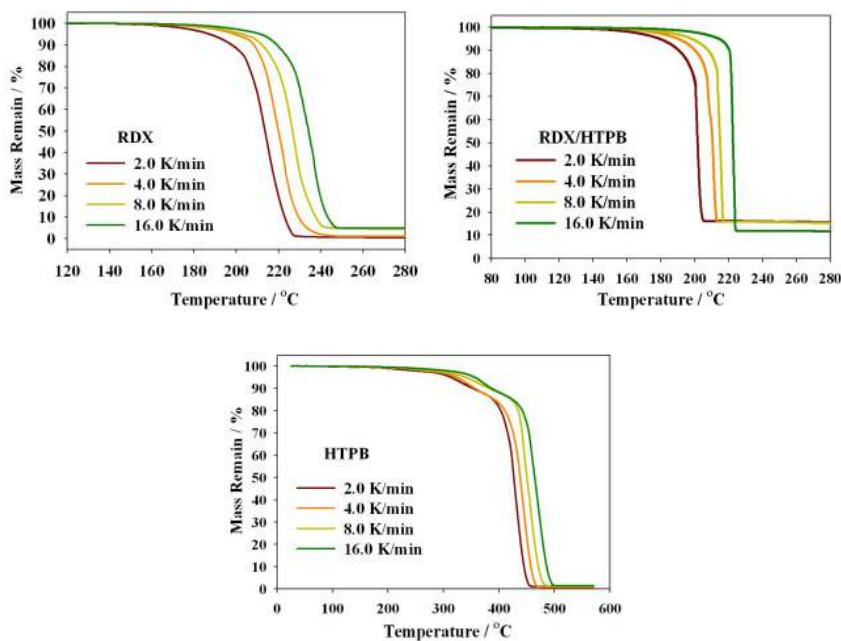 100
90
80
70
60
50
40
30
20
10
0
Mass Remain / %
RDX
2.0 K/min
4.0 K/min
8.0 K/min
16.0 K/min
120 140 160 180 200 220 240 260 280
Temperature / °C
100
90
80
70
60
50
40
30
20
10
0
Mass Remain / %
RDX/HTPB
2.0 K/min
4.0 K/min
8.0 K/min
16.0 K/min
80 100 120 140 160 180 200 220 240 260 280
Temperature / °C
100
90
80
70
60
50
40
30
20
10
0
Mass Remain / %
HTPB
2.0 K/min
4.0 K/min
8.0 K/min
16.0 K/min
0 100 200 300 400 500 600
Temperature / °C